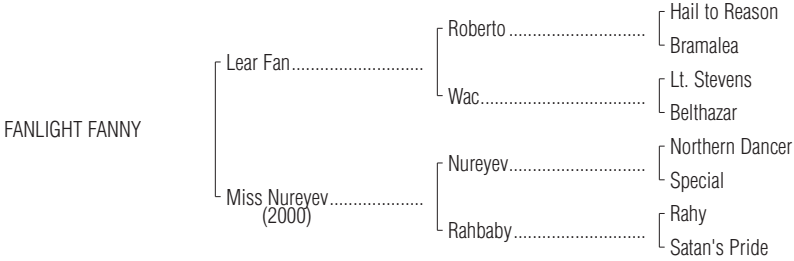 Hail to Reason
Roberto ..............................
Bramalea
Lear Fan.............................
Lt. Stevens
Wac....................................
Belthazar
FANLIGHT FANNY
Northern Dancer
Nureyev..............................
Special
Miss Nureyev.....................
(2000)
Rahy
Rahbaby.............................
Satan's Pride